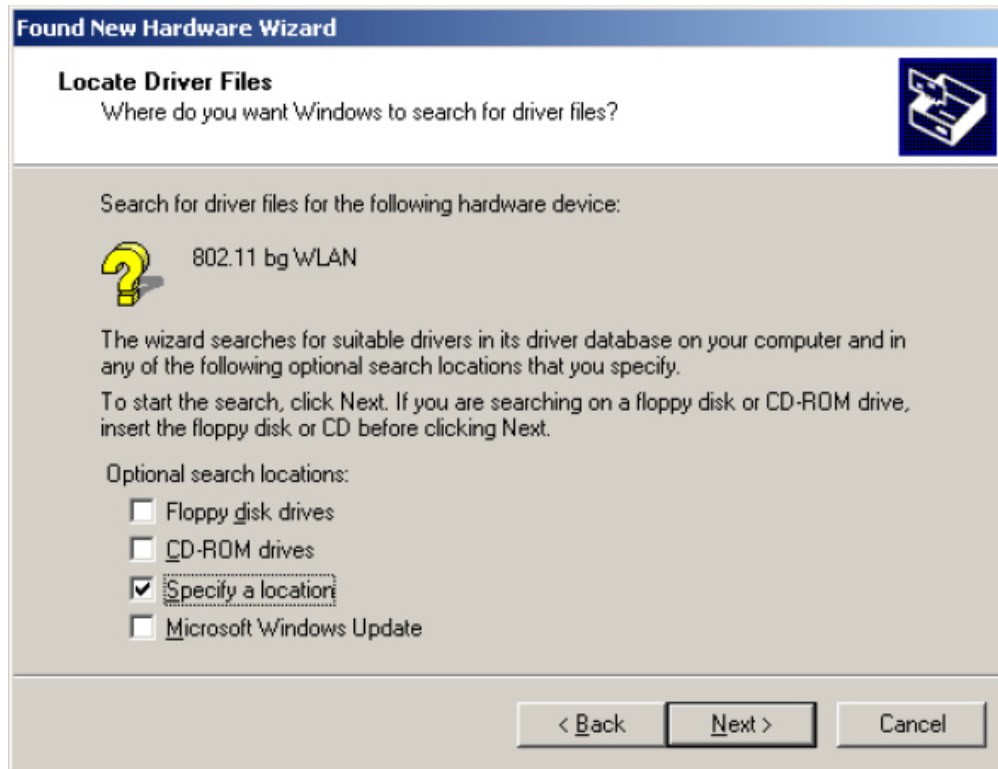 Found New Hardware Wizard
Locate Driver Files
Where do you want Windows to search for driver files?
Search for driver files for the following hardware device:
802.11 bg WLAN
The wizard searches for suitable drivers in its driver database on your computer and in
any of the following optional search locations that you specify.
To start the search, click Next. If you are searching on a floppy disk or CD-ROM drive,
insert the floppy disk or CD before clicking Next.
Optional search locations:
Floppy disk drives
CD-ROM drives
Specify a location
Microsoft Windows Update
< Back Next > Cancel